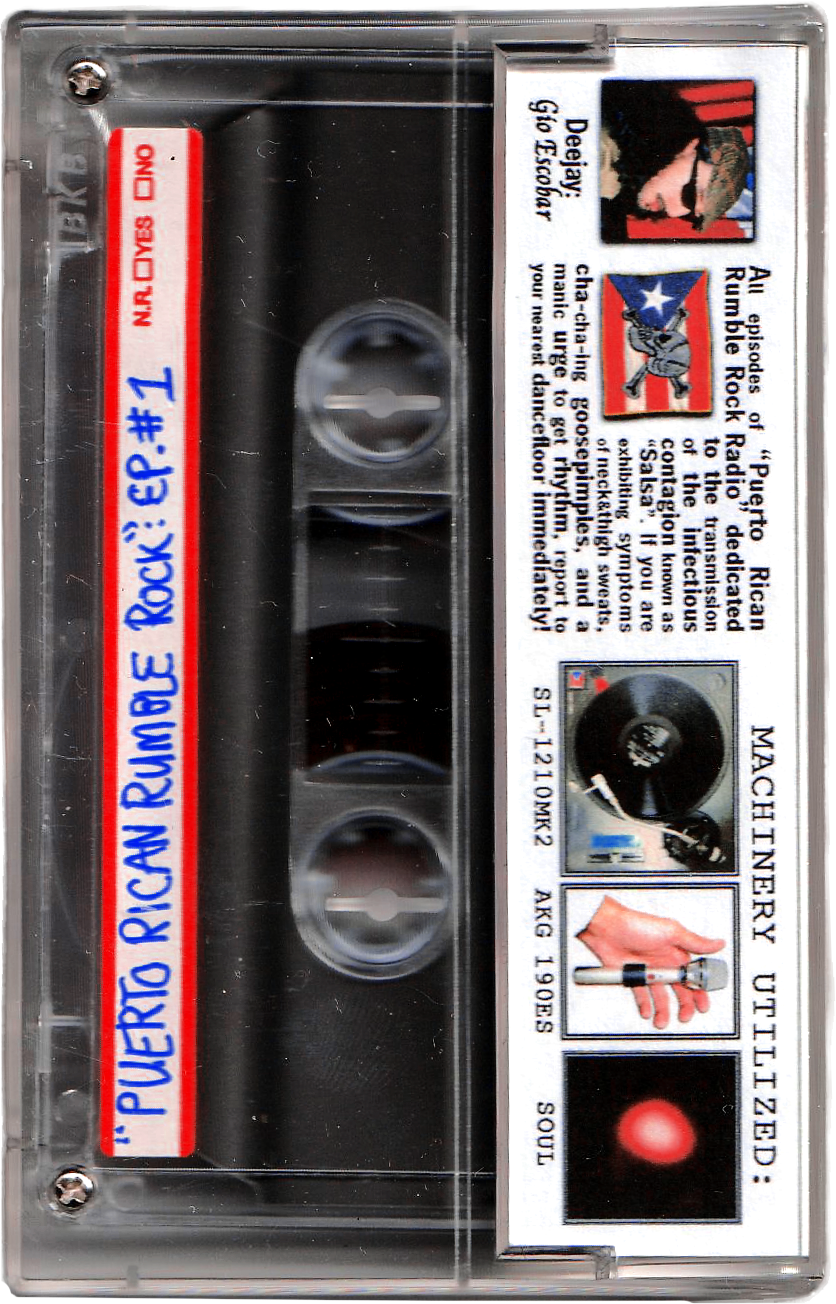 "PUERTO RICAN RUMBLE ROCK": EP.#1
N.R. YES NO
Deejay:
Gio Escobar
All episodes of "Puerto Rican
Rumble Rock Radio" dedicated
to the transmission
of the infectious
contagion known as
"Salsa". If you are
exhibiting symptoms
of neck&thigh sweats,
cha-cha-ing goosepimples, and a
manic urge to get rhythm, report to
your nearest dancefloor immediately!
MACHINERY UTILIZED:
SL-1210MK2
AKG 190ES
SOUL